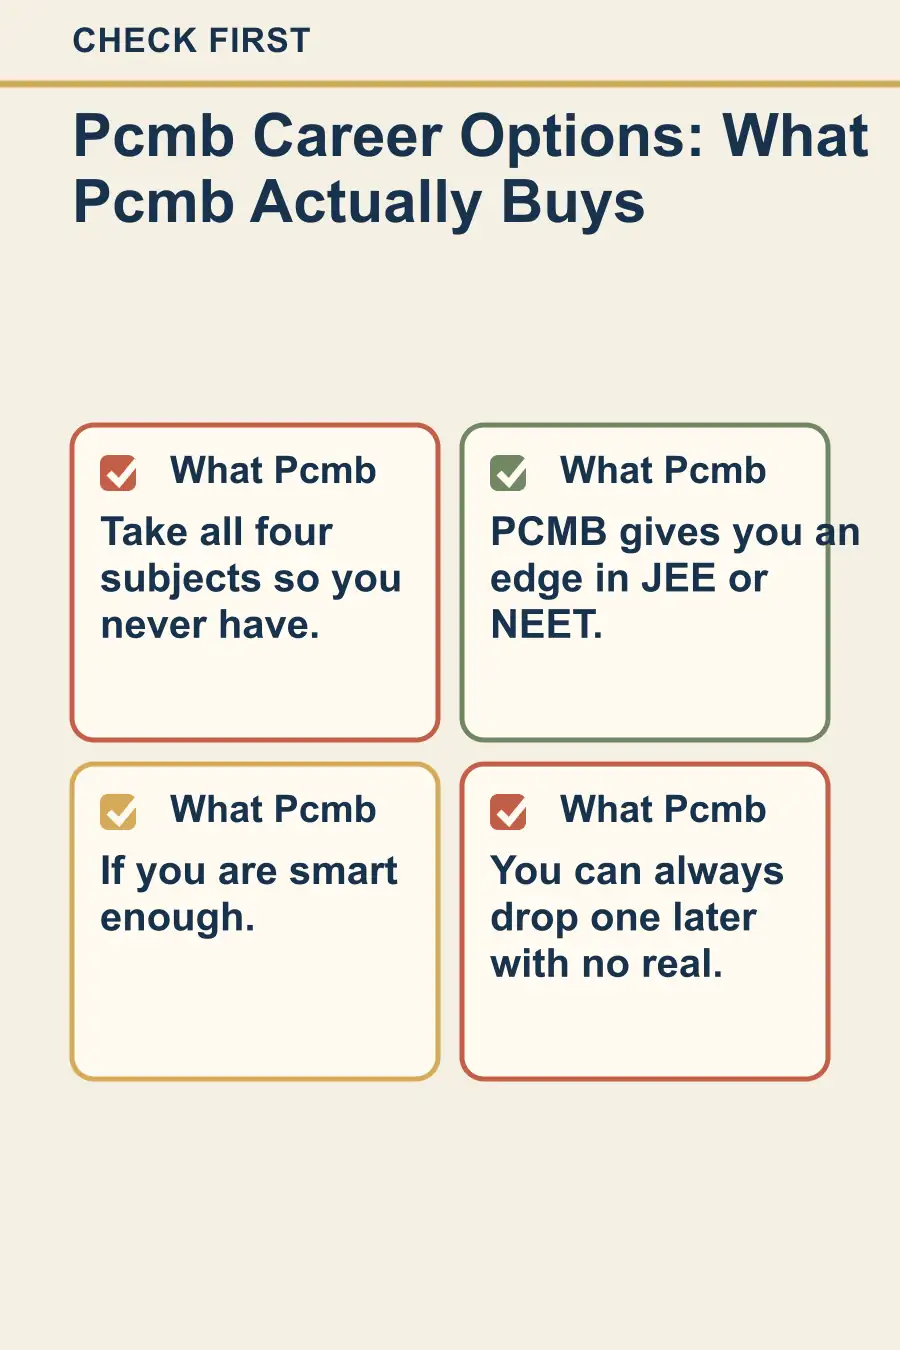 CHECK FIRST
Pcmb Career Options: What
Pcmb Actually Buys
What Pcmb
Take all four
subjects so you
never have.
What Pcmb
PCMB gives you an
edge in JEE or
NEET.
What Pcmb
If you are smart
enough.
What Pcmb
You can always
drop one later
with no real.